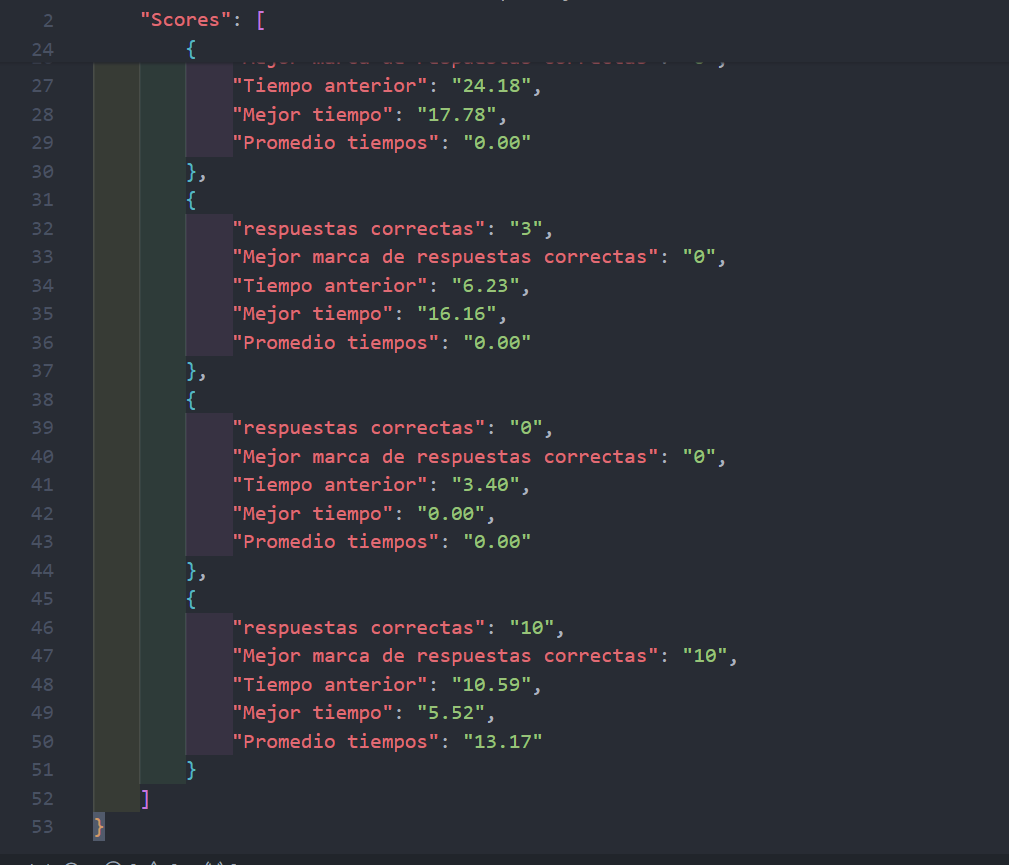 2 "Scores": [
24 {
27 "Tiempo anterior": "24.18",
28 "Mejor tiempo": "17.78",
29 "Promedio tiempos": "0.00"
30 },
31 {
32 "respuestas correctas": "3",
33 "Mejor marca de respuestas correctas": "0",
34 "Tiempo anterior": "6.23",
35 "Mejor tiempo": "16.16",
36 "Promedio tiempos": "0.00"
37 },
38 {
39 "respuestas correctas": "0",
40 "Mejor marca de respuestas correctas": "0",
41 "Tiempo anterior": "3.40",
42 "Mejor tiempo": "0.00",
43 "Promedio tiempos": "0.00"
44 },
45 {
46 "respuestas correctas": "10",
47 "Mejor marca de respuestas correctas": "10",
48 "Tiempo anterior": "10.59",
49 "Mejor tiempo": "5.52",
50 "Promedio tiempos": "13.17"
51 }
52 ]
53 }